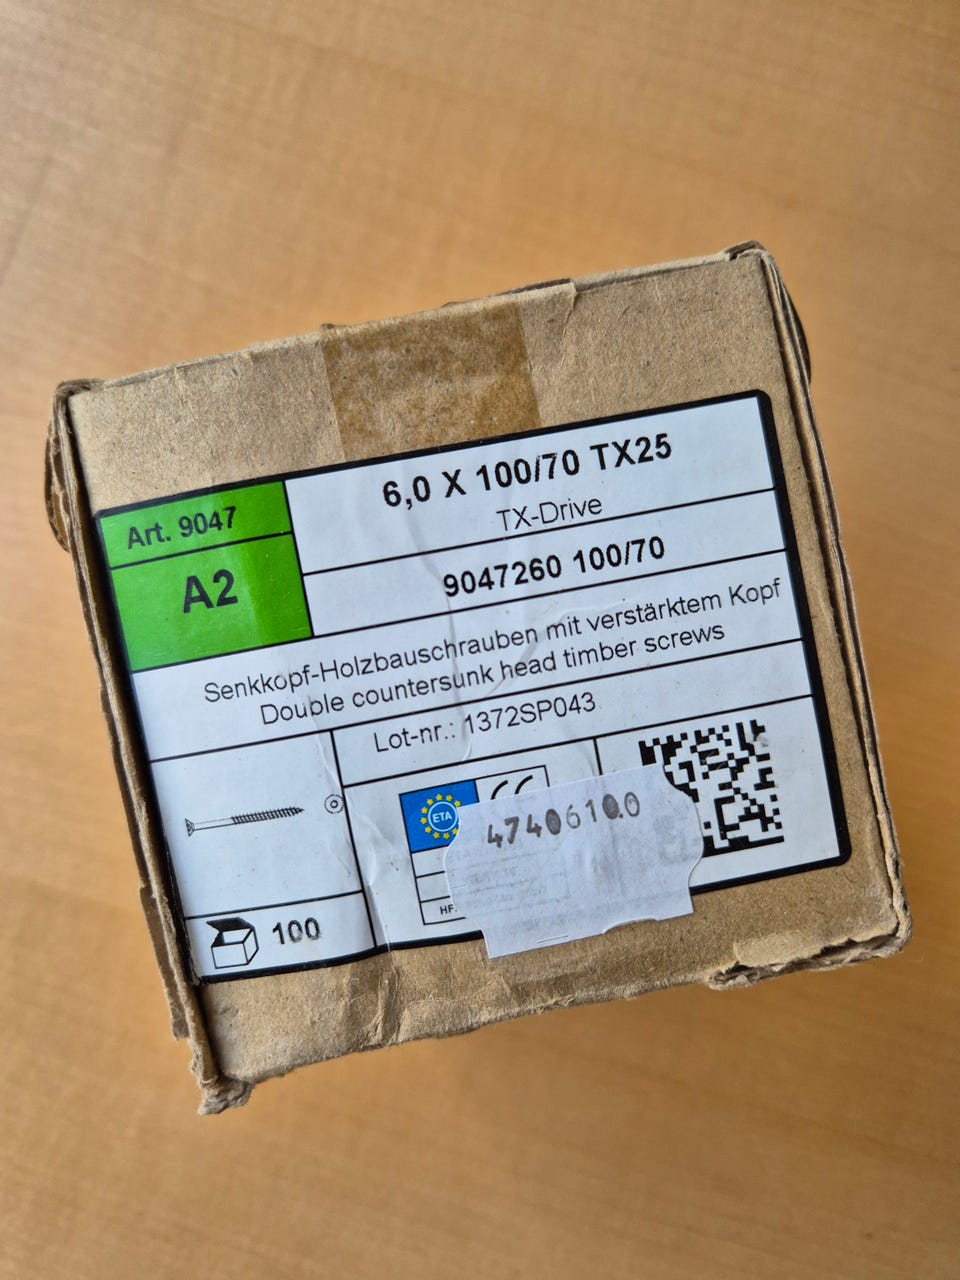 6,0 X 100/70 TX25
Art. 9047
TX-Drive
A2
9047260 100/70
Senkkopf-Holzbauschrauben mit verstärktem Kopf
Double countersunk head timber screws
Lot-nr.: 1372SP043
CE
ETA
47406100
HF
100